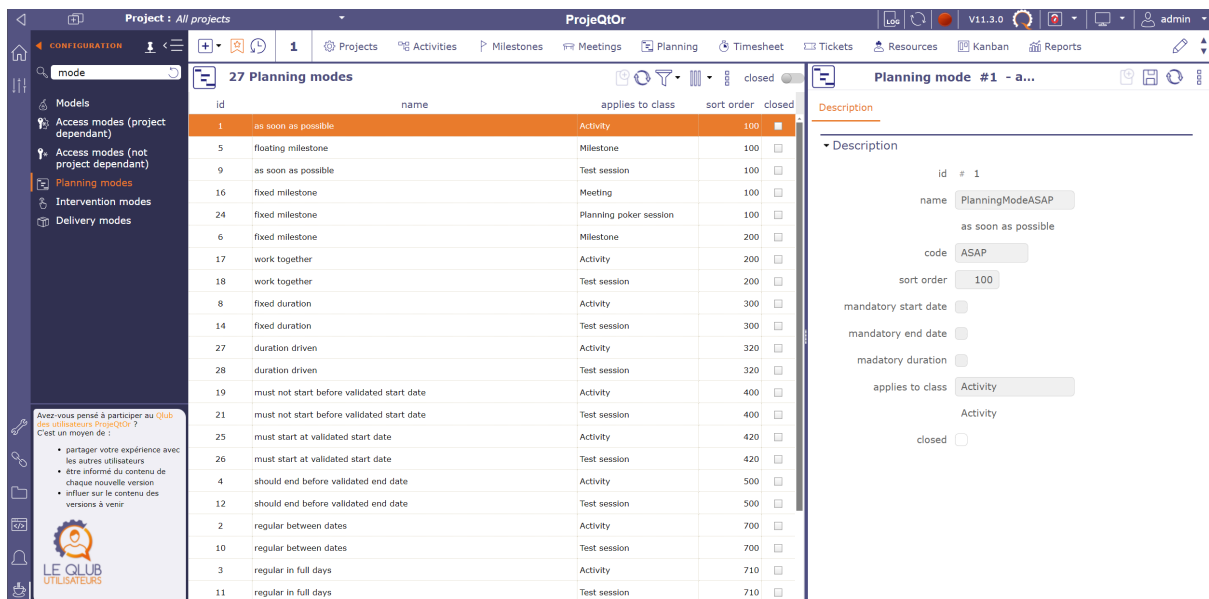 Project : All projects
ProjeQtOr
LOG
V11.3.0
admin
CONFIGURATION
1
Projects
Activities
Milestones
Meetings
Planning
Timesheet
Tickets
Resources
Kanban
Reports
mode
Models
Access modes (project
dependant)
Access modes (not
project dependant)
Planning modes
Intervention modes
Delivery modes
Avez-vous pensé à participer au Qlub
des utilisateurs ProjeQtOr ?
C'est un moyen de :
• partager votre expérience avec
les autres utilisateurs
• être informé du contenu de
chaque nouvelle version
• influer sur le contenu des
versions à venir
LE QLUB
UTILISATEURS
27 Planning modes
closed
id name applies to class sort order closed
1 as soon as possible Activity 100
5 floating milestone Milestone 100
9 as soon as possible Test session 100
16 fixed milestone Meeting 100
24 fixed milestone Planning poker session 100
6 fixed milestone Milestone 200
17 work together Activity 200
18 work together Test session 200
8 fixed duration Activity 300
14 fixed duration Test session 300
27 duration driven Activity 320
28 duration driven Test session 320
19 must not start before validated start date Activity 400
21 must not start before validated start date Test session 400
25 must start at validated start date Activity 420
26 must start at validated start date Test session 420
4 should end before validated end date Activity 500
12 should end before validated end date Test session 500
2 regular between dates Activity 700
10 regular between dates Test session 700
3 regular in full days Activity 710
11 regular in full days Test session 710
Planning mode #1 - a...
Description
Description
id # 1
name PlanningModeASAP
as soon as possible
code ASAP
sort order 100
mandatory start date
mandatory end date
madatory duration
applies to class Activity
Activity
closed